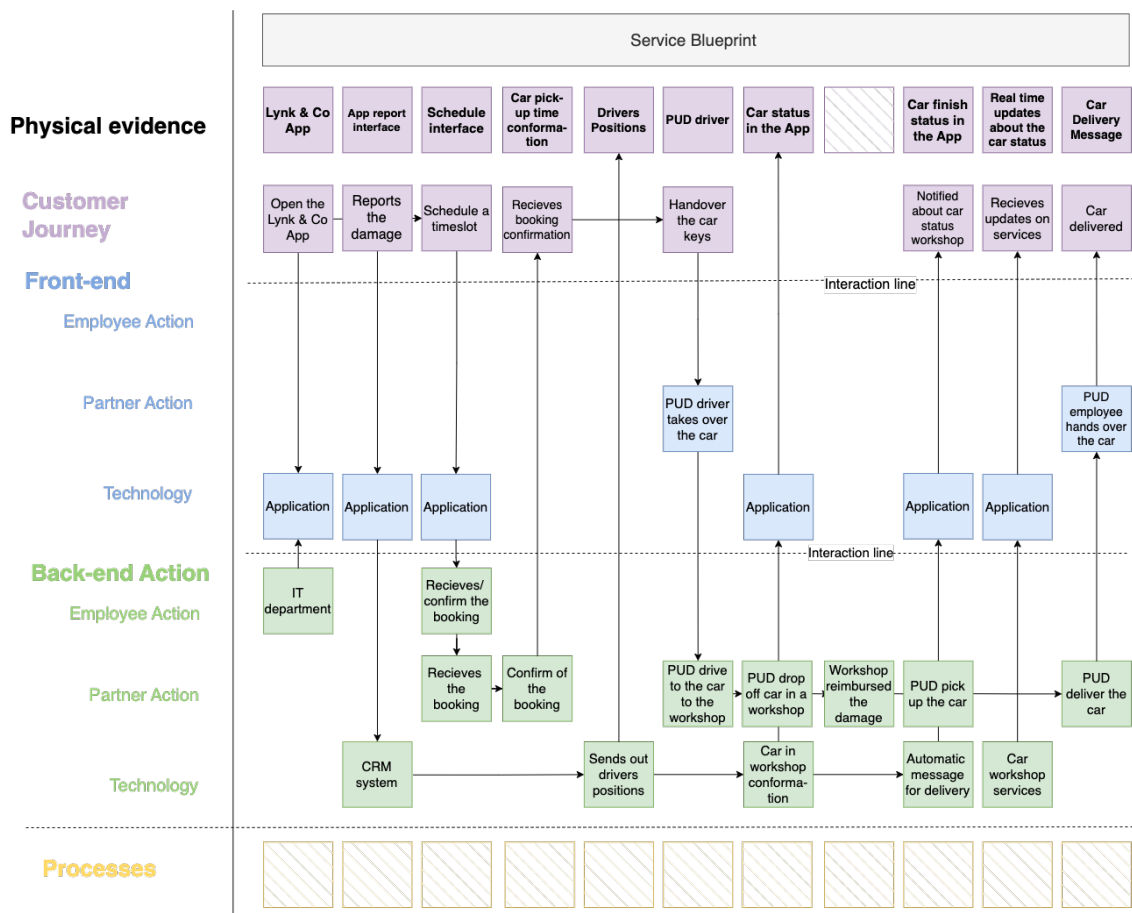 Service Blueprint
Physical evidence
Lynk & Co
App
App report
interface
Schedule
interface
Car pick-
up time
conforma-
tion
Drivers
Positions
PUD driver
Car status
in the App
Car finish
status in
the App
Real time
updates
about the
car status
Car
Delivery
Message
Customer
Journey
Open the
Lynk & Co
App
Reports
the
damage
Schedule a
timeslot
Recieves
booking
confirmation
Handover
the car
keys
Notified
about car
status
workshop
Recieves
updates on
services
Car
delivered
Front-end
Interaction line
Employee Action
Partner Action
PUD driver
takes over
the car
PUD
employee
hands over
the car
Technology
Application
Application
Application
Application
Application
Application
Interaction line
Back-end Action
Employee Action
IT
department
Recieves/
confirm the
booking
Partner Action
Recieves
the
booking
Confirm of
the
booking
PUD drive
to the car
to the
workshop
PUD drop
off car in a
workshop
Workshop
reimbursed
the
damage
PUD pick
up the car
PUD
deliver the
car
Technology
CRM
system
Sends out
drivers
positions
Car in
workshop
conforma-
tion
Automatic
message
for delivery
Car
workshop
services
Processes